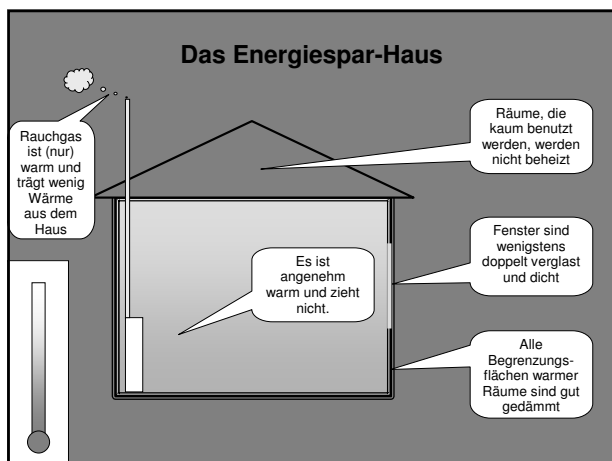 Das Energiespar-Haus
Rauchgas
ist (nur)
warm und
trägt wenig
Wärme
aus dem
Haus
Räume, die
kaum benutzt
werden, werden
nicht beheizt
Es ist
angenehm
warm und zieht
nicht.
Fenster sind
wenigstens
doppelt verglast
und dicht
Alle
Begrenzungs-
flächen warmer
Räume sind gut
gedämmt